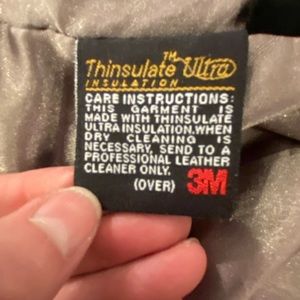 Thinsulate™ Ultra
INSULATION
CARE INSTRUCTIONS:
THIS GARMENT IS
MADE WITH THINSULATE
ULTRA INSULATION.WHEN
DRY CLEANING IS
NECESSARY, SEND TO A
PROFESSIONAL LEATHER
CLEANER ONLY.
(OVER) 3M